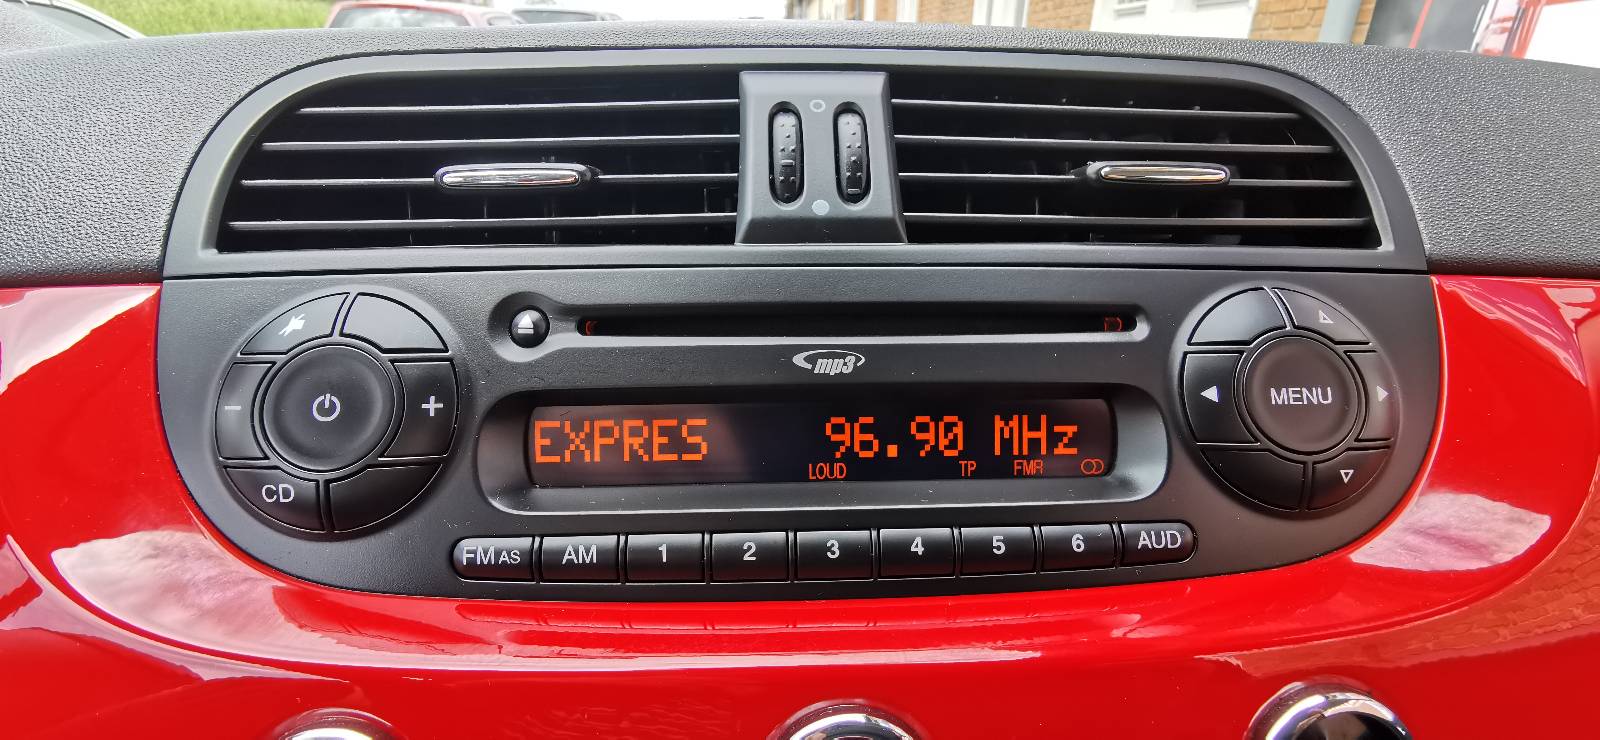 mp3
EXPRES 96.90 MHz
LOUD TP FMR
MENU
CD
FM AS AM 1 2 3 4 5 6 AUD